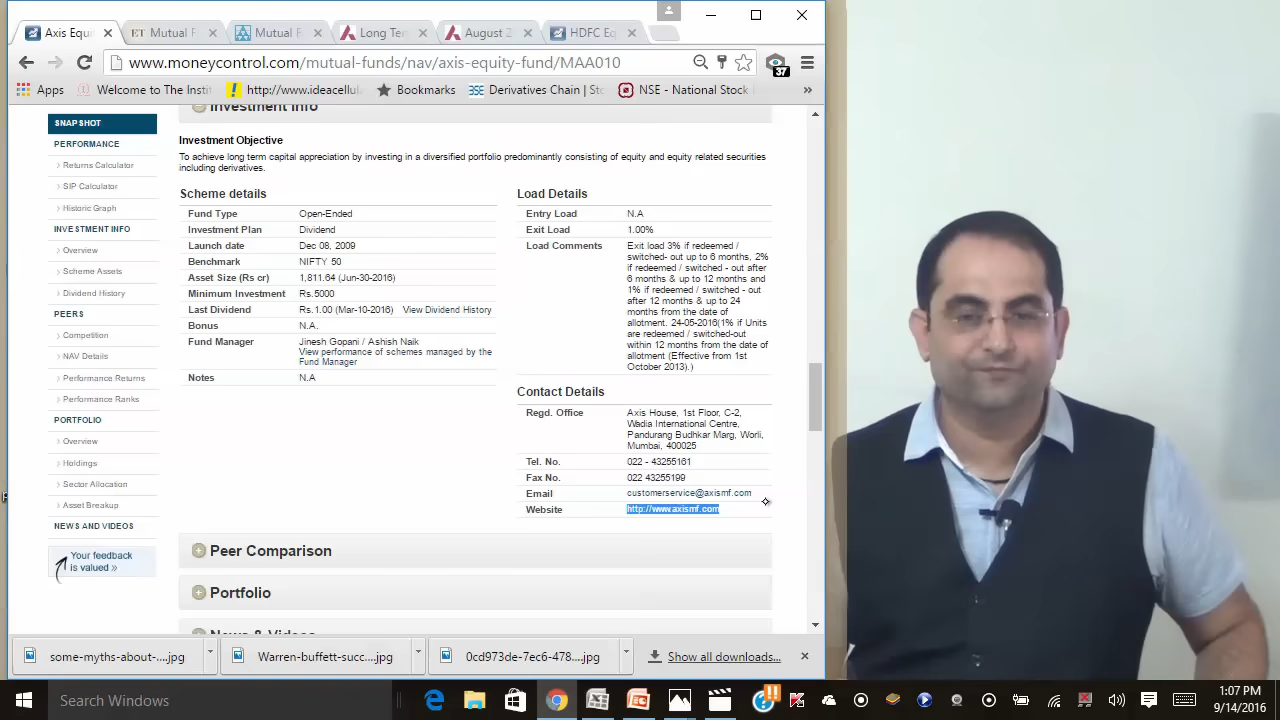 Axis Equ
ET Mutual F
Mutual F
Long Te
August 2
HDFC Eq
www.moneycontrol.com/mutual-funds/nav/axis-equity-fund/MAA010
37
Apps
Welcome to The Insti
http://www.ideacellula
Bookmarks
Derivatives Chain | Sto
NSE - National Stock
»
Investment Info
SNAPSHOT
PERFORMANCE
Returns Calculator
SIP Calculator
Historic Graph
INVESTMENT INFO
Overview
Scheme Assets
Dividend History
PEERS
Competition
NAV Details
Performance Returns
Performance Ranks
PORTFOLIO
Overview
Holdings
Sector Allocation
Asset Breakup
NEWS AND VIDEOS
Your feedback
is valued »
Investment Objective
To achieve long term capital appreciation by investing in a diversified portfolio predominantly consisting of equity and equity related securities
including derivatives.
Scheme details
Fund Type Open-Ended
Investment Plan Dividend
Launch date Dec 08, 2009
Benchmark NIFTY 50
Asset Size (Rs cr) 1,811.64 (Jun-30-2016)
Minimum Investment Rs.5000
Last Dividend Rs.1.00 (Mar-10-2016) View Dividend History
Bonus N.A.
Fund Manager Jinesh Gopani / Ashish Naik
View performance of schemes managed by the
Fund Manager
Notes N.A
Load Details
Entry Load N.A
Exit Load 1.00%
Load Comments Exit load 3% if redeemed /
switched- out up to 6 months, 2%
if redeemed / switched - out after
6 months & up to 12 months and
1% if redeemed / switched - out
after 12 months & up to 24
months from the date of
allotment. 24-05-2016(1% if Units
are redeemed / switched-out
within 12 months from the date of
allotment (Effective from 1st
October 2013).)
Contact Details
Regd. Office Axis House, 1st Floor, C-2,
Wadia International Centre,
Pandurang Budhkar Marg, Worli,
Mumbai, 400025
Tel. No. 022 - 43255161
Fax No. 022 43255199
Email customerservice@axismf.com
Website http://www.axismf.com
Peer Comparison
Portfolio
News & Videos
some-myths-about-....jpg
Warren-buffett-succ....jpg
0cd973de-7ec6-478....jpg
Show all downloads...
Search Windows
1:07 PM
9/14/2016